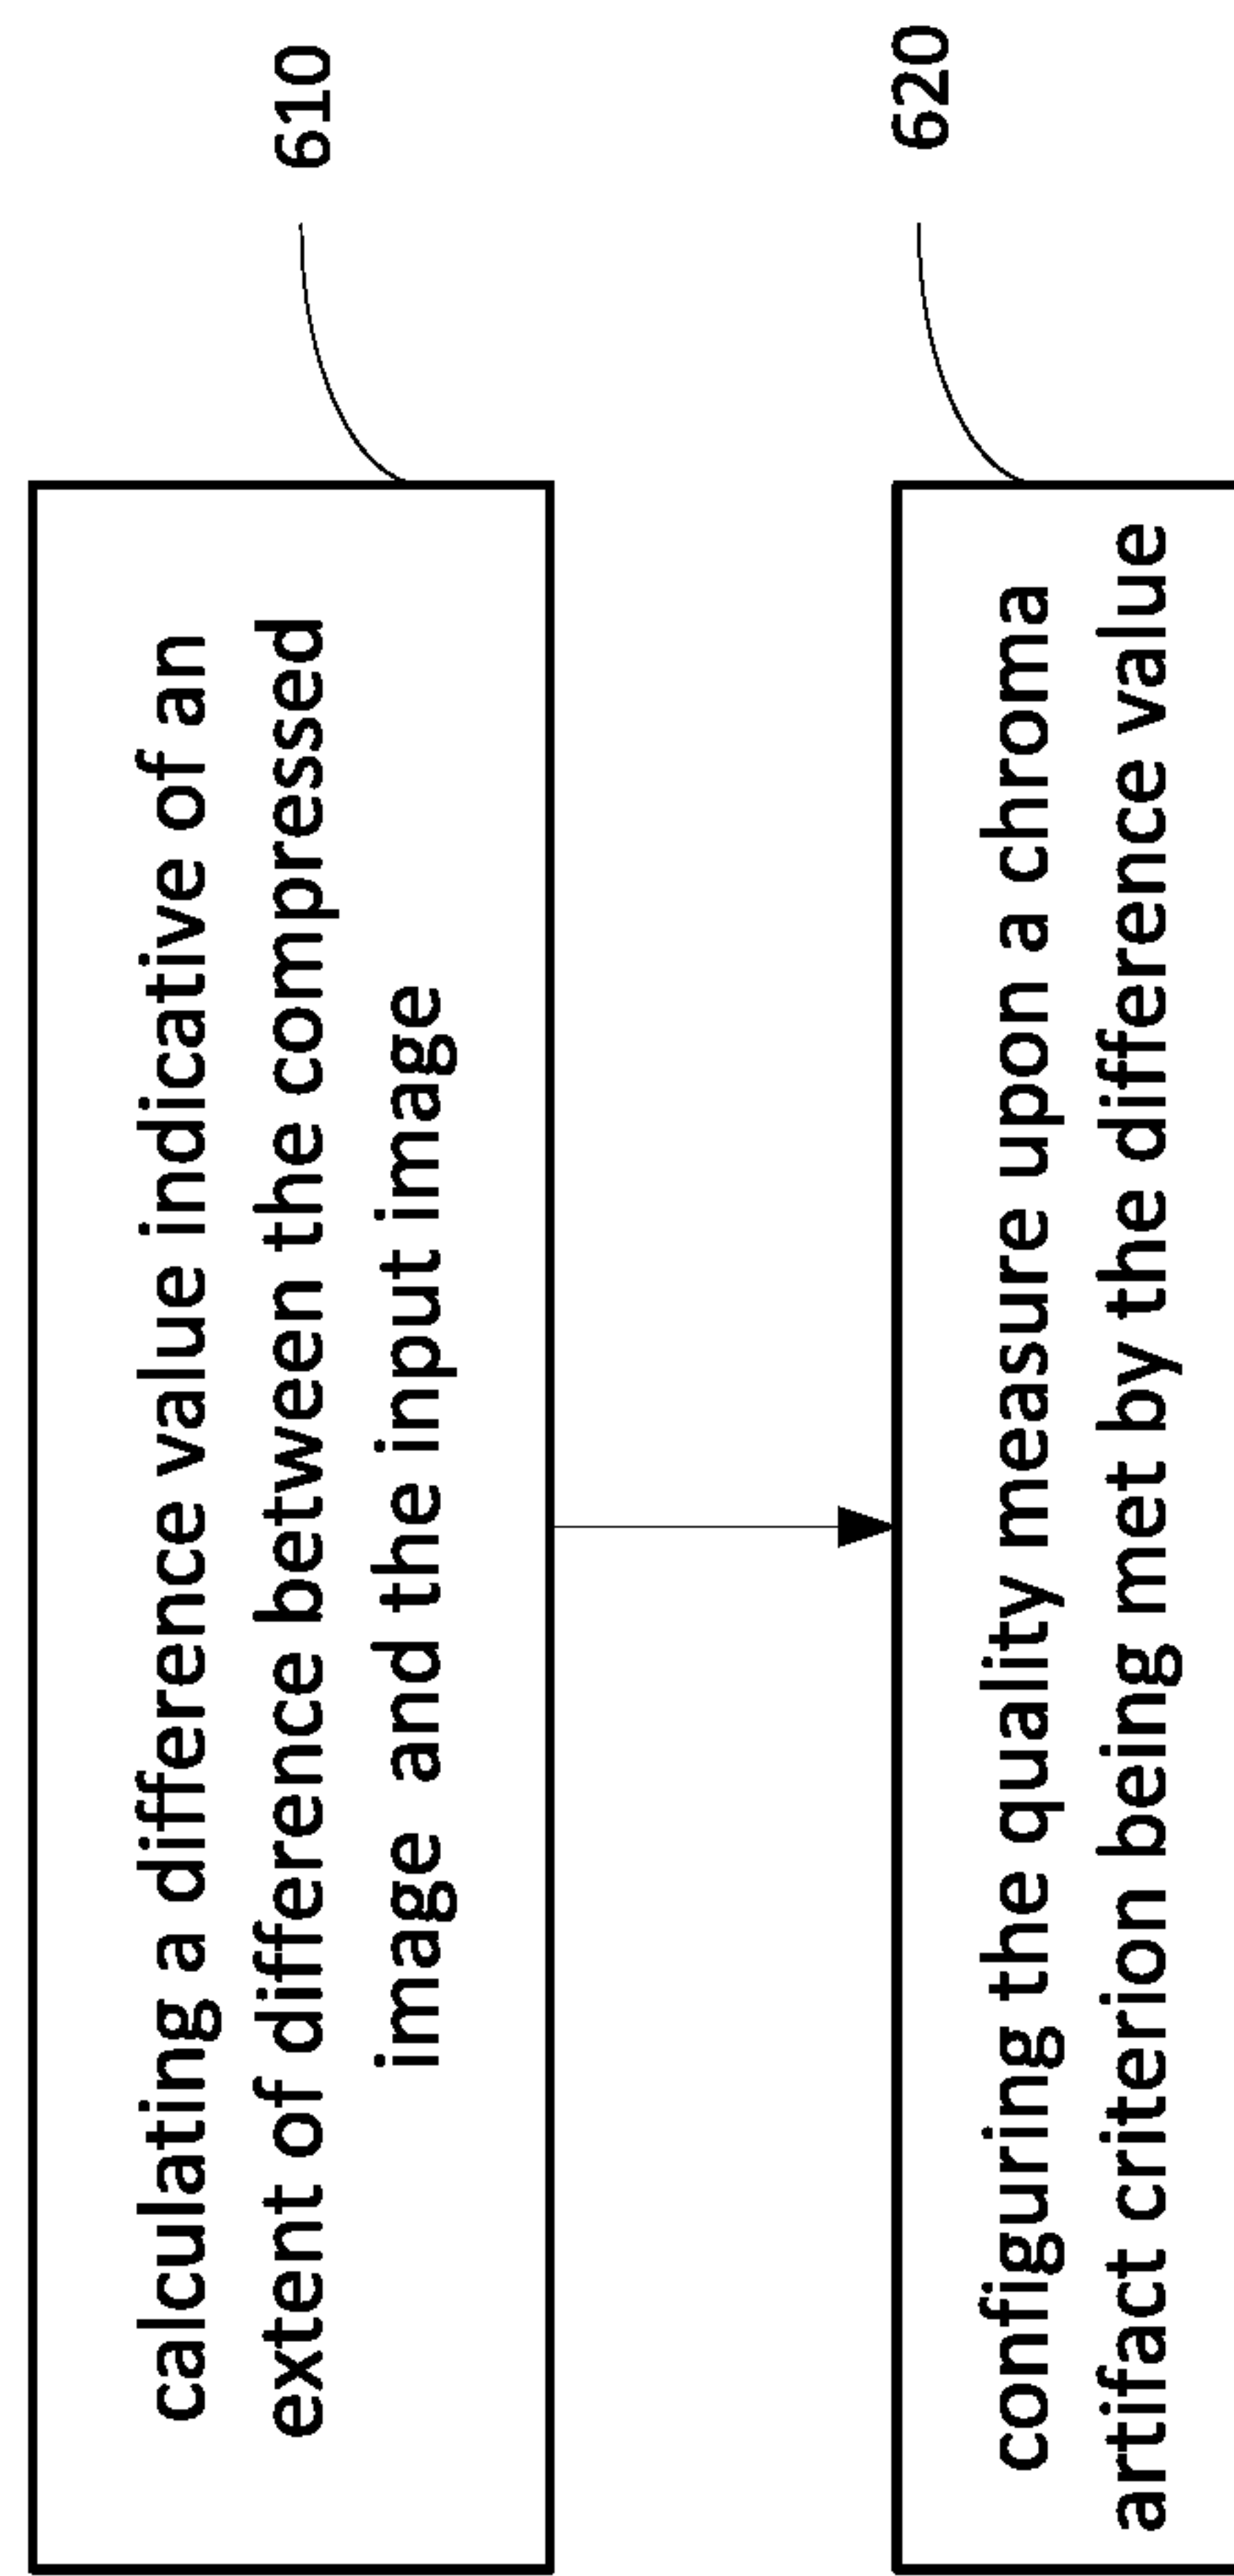 calculating a difference value indicative of an
extent of difference between the compressed
image and the input image
610
configuring the quality measure upon a chroma
artifact criterion being met by the difference value
620